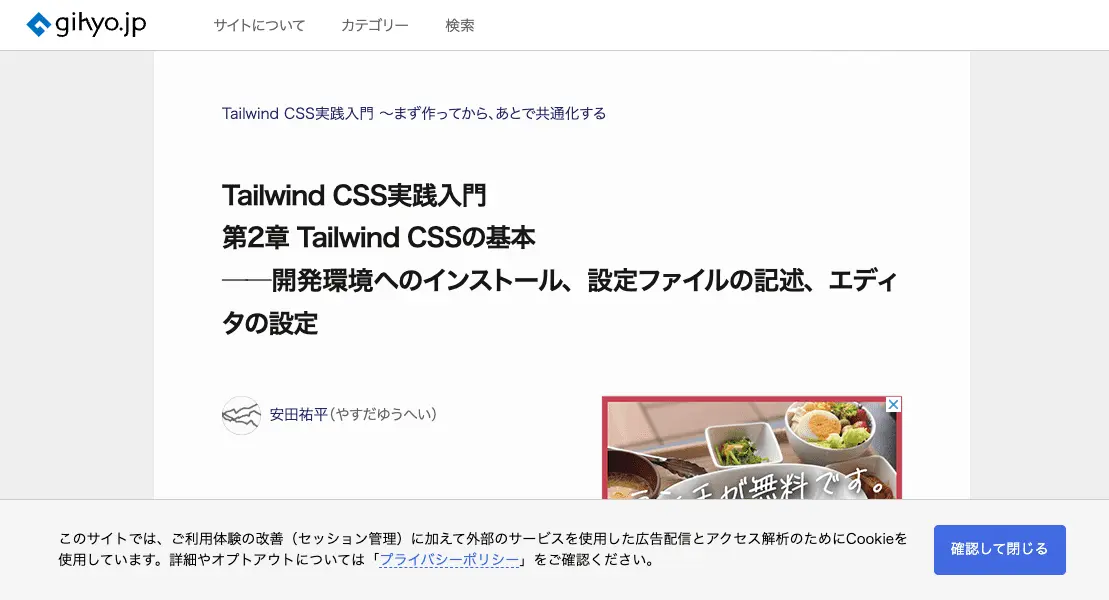 gihyo.jp サイトについて カテゴリー 検索
Tailwind CSS実践入門 〜まず作ってから、あとで共通化する
Tailwind CSS実践入門
第2章 Tailwind CSSの基本
──開発環境へのインストール、設定ファイルの記述、エディ
タの設定
安田祐平(やすだゆうへい)
ランチが無料です。
このサイトでは、ご利用体験の改善（セッション管理）に加えて外部のサービスを使用した広告配信とアクセス解析のためにCookieを
使用しています。詳細やオプトアウトについては「プライバシーポリシー」をご確認ください。
確認して閉じる